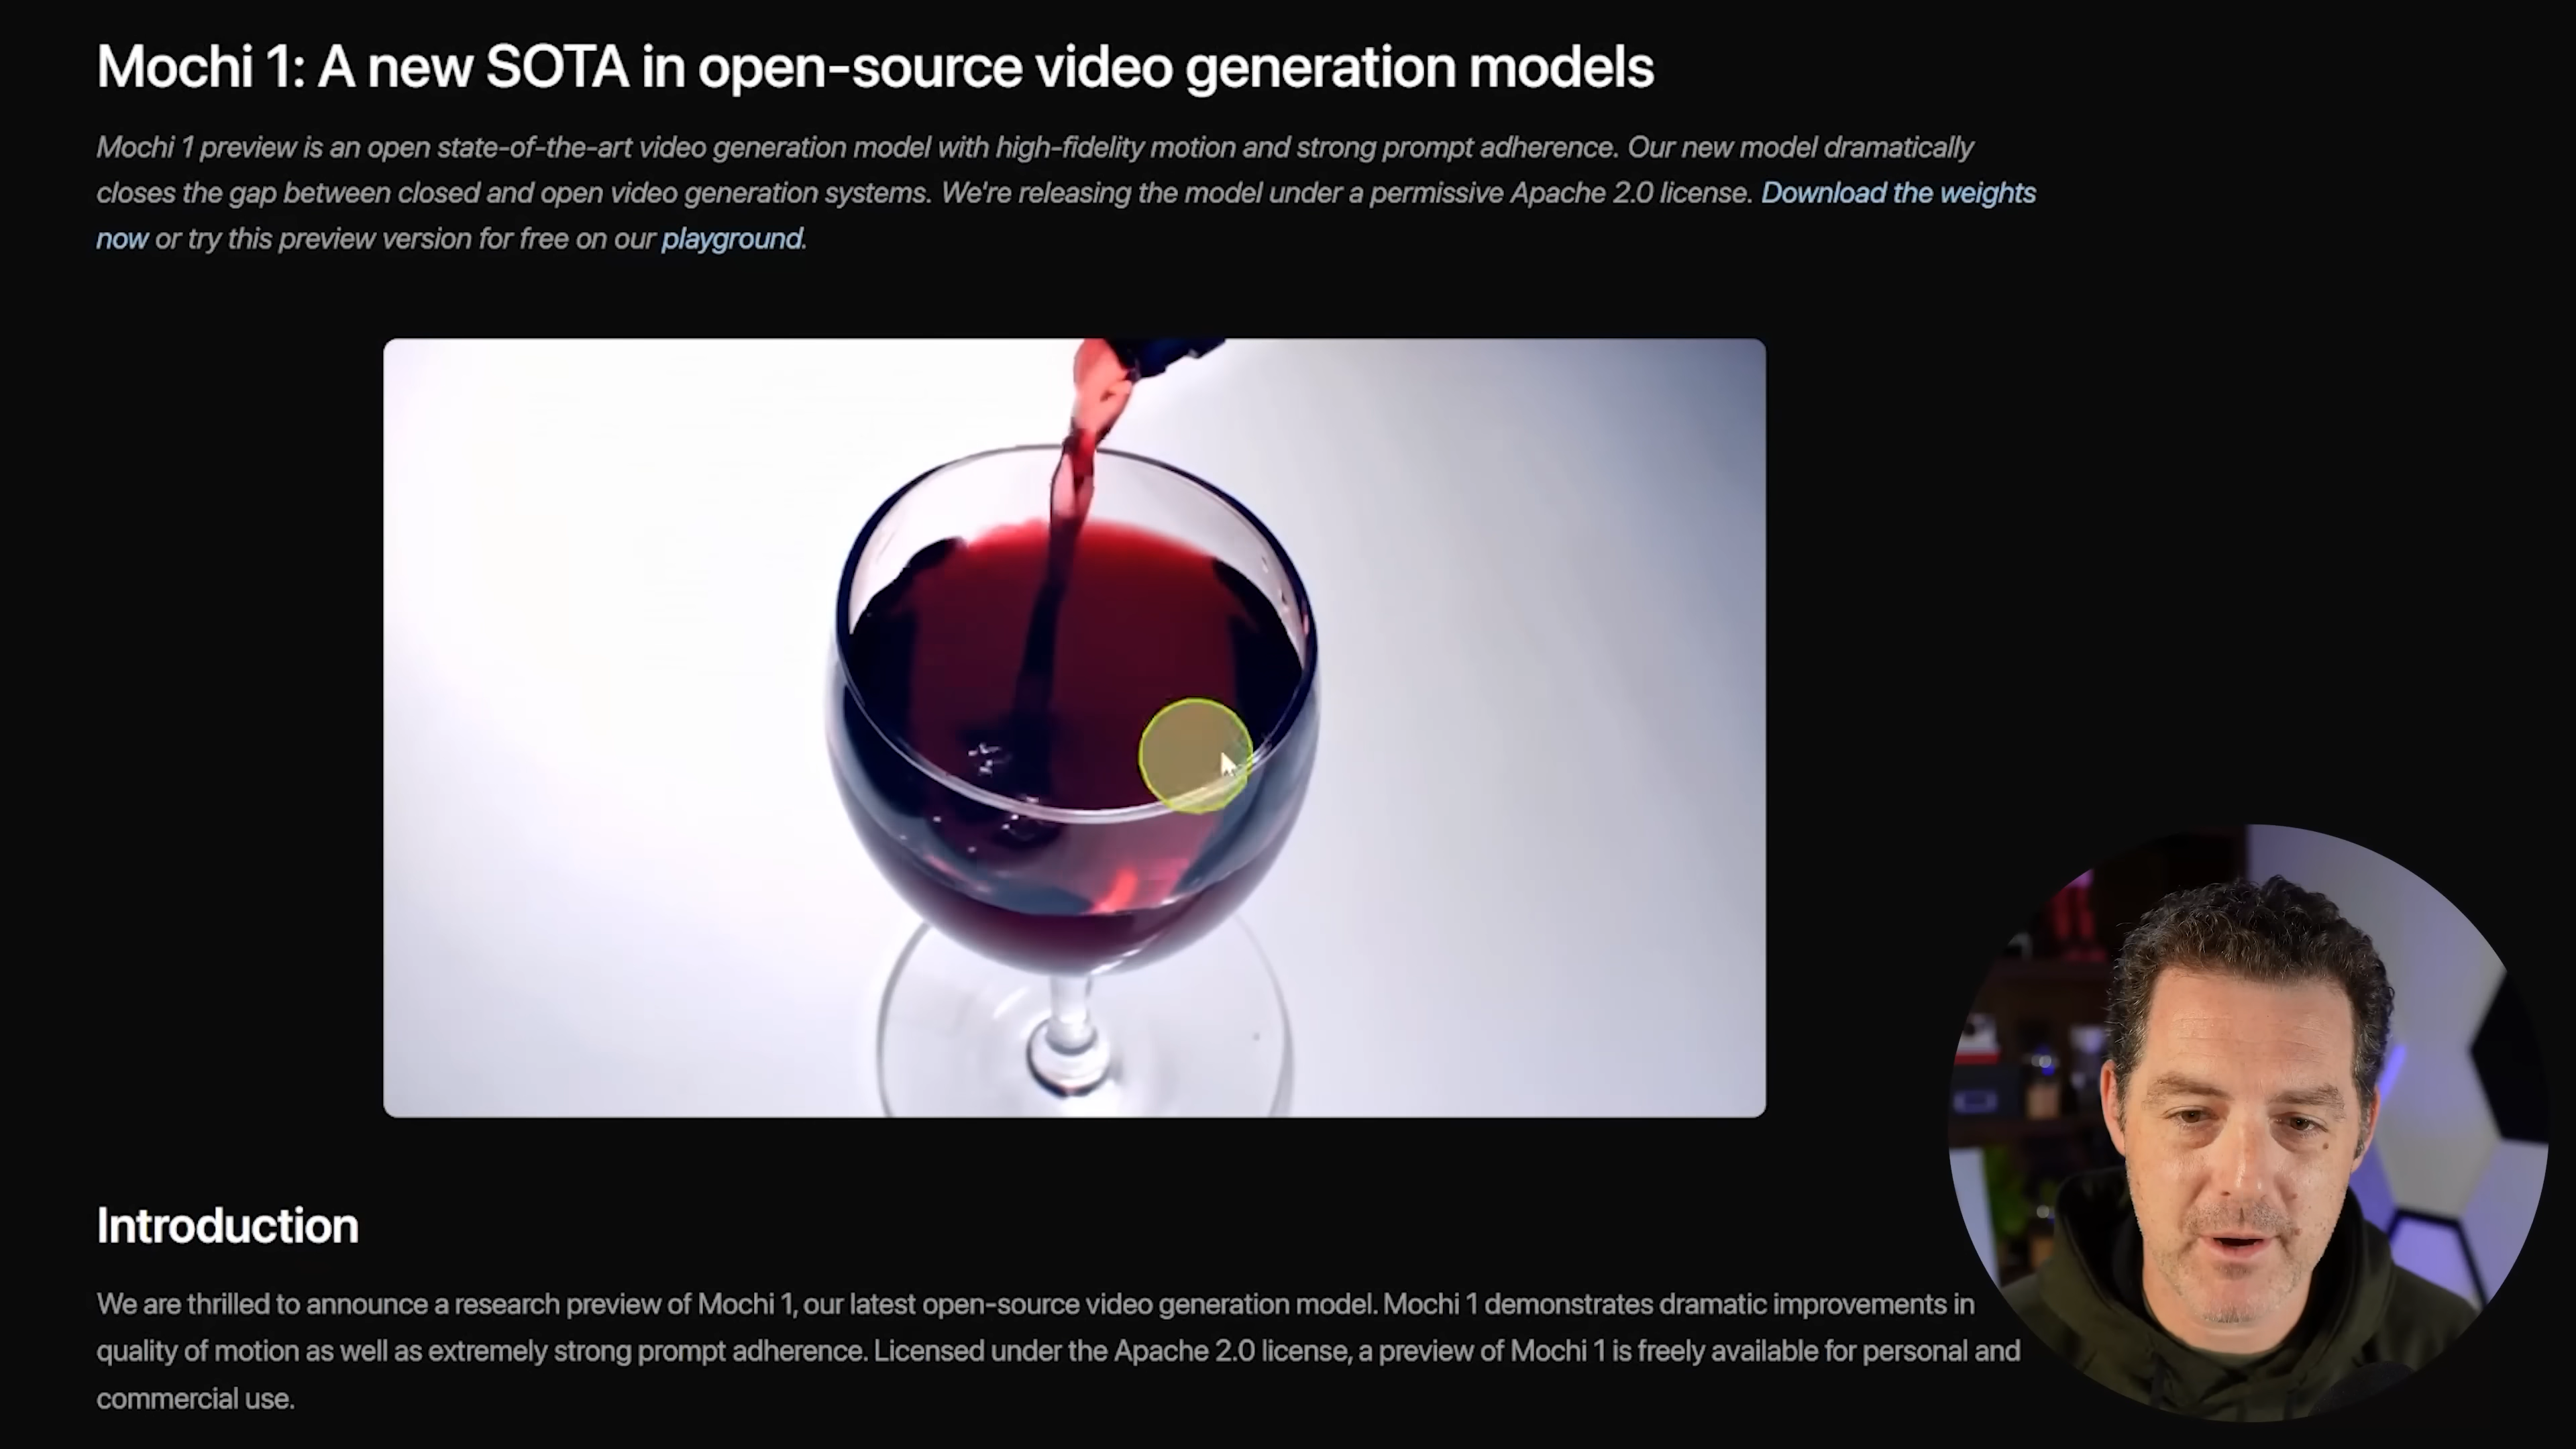 Mochi 1: A new SOTA in open-source video generation models
Mochi 1 preview is an open state-of-the-art video generation model with high-fidelity motion and strong prompt adherence. Our new model dramatically
closes the gap between closed and open video generation systems. We're releasing the model under a permissive Apache 2.0 license. Download the weights
now or try this preview version for free on our playground.
Introduction
We are thrilled to announce a research preview of Mochi 1, our latest open-source video generation model. Mochi 1 demonstrates dramatic improvements in
quality of motion as well as extremely strong prompt adherence. Licensed under the Apache 2.0 license, a preview of Mochi 1 is freely available for personal and
commercial use.